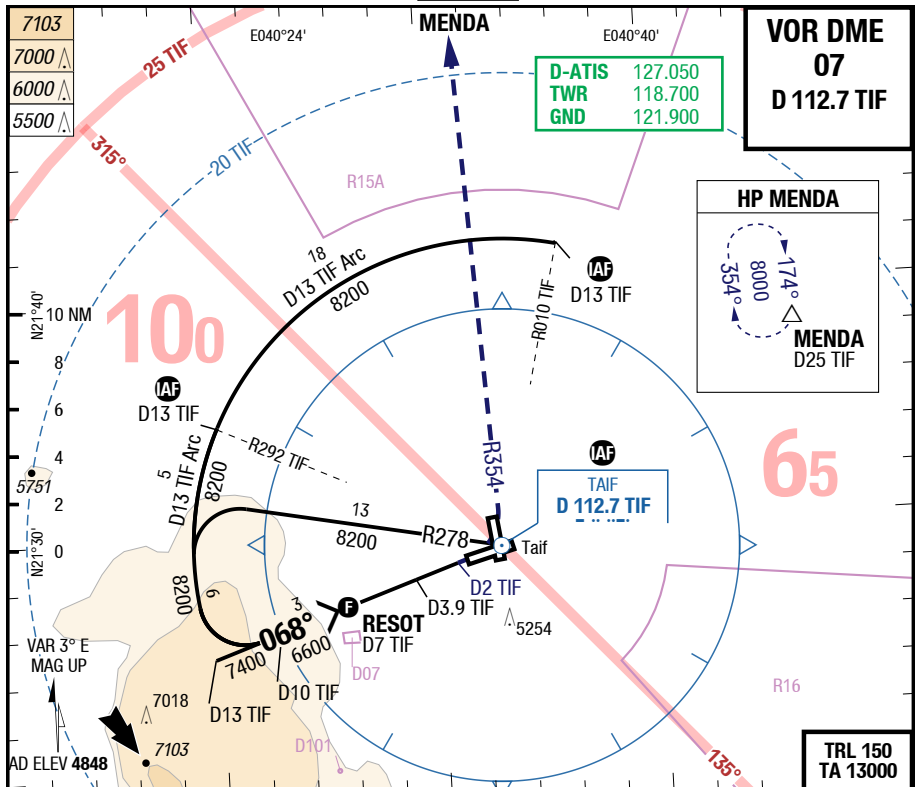 7103
7000
6000
5500
25 TIF
315°
20 TIF
E040°24'
MENDA
E040°40'
D-ATIS 127.050
TWR 118.700
GND 121.900
VOR DME
07
D 112.7 TIF
R15A
HP MENDA
354°
8000
174°
MENDA
D25 TIF
18
D13 TIF Arc
8200
IAF
D13 TIF
R010 TIF
N21°40'
10 NM
8
6
4
2
0
N21°30'
100
65
IAF
D13 TIF
5
D13 TIF Arc
8200
R292 TIF
R354
IAF
TAIF
D 112.7 TIF
5751
13
8200
R278
Taif
D2 TIF
D3.9 TIF
8200
9
3
068°
7400
6600
F
RESOT
D7 TIF
D07
5254
D10 TIF
D13 TIF
R16
VAR 3° E
MAG UP
7018
7103
D101
AD ELEV 4848
135°
TRL 150
TA 13000